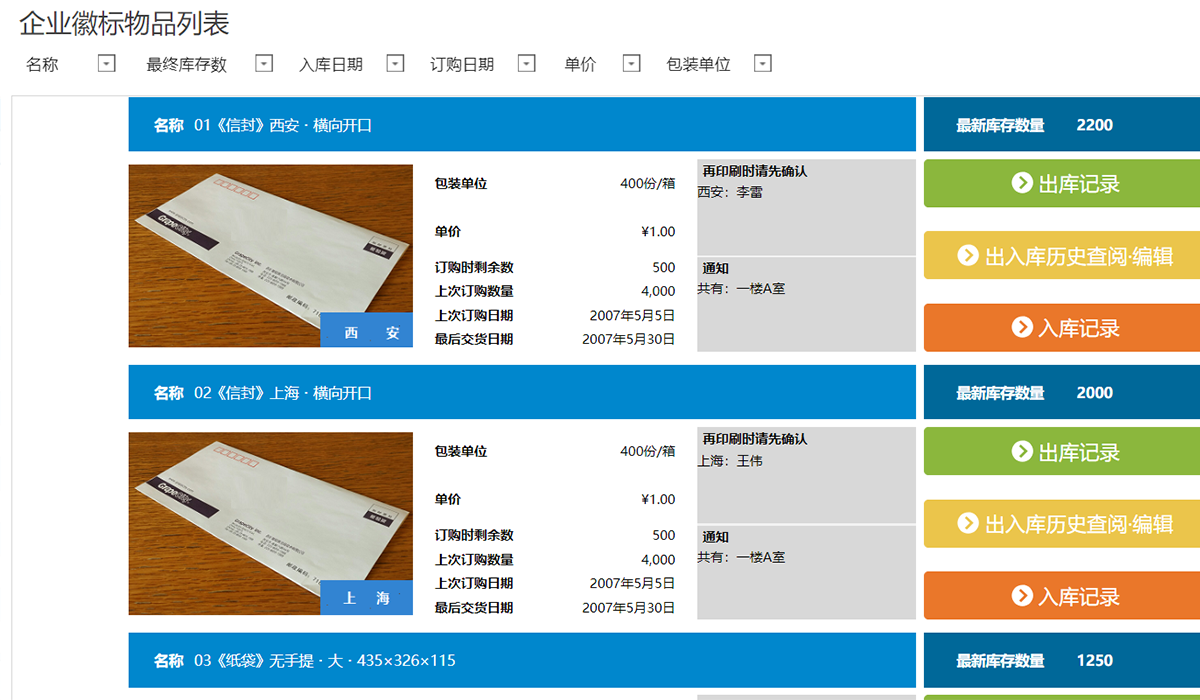 企业徽标物品列表
名称 最终库存数 入库日期 订购日期 单价 包装单位
名称 01《信封》西安 · 横向开口 最新库存数量 2200
西 安
包装单位 400份/箱
单价 ¥1.00
订购时剩余数 500
上次订购数量 4,000
上次订购日期 2007年5月5日
最后交货日期 2007年5月30日
再印刷时请先确认
西安：李雷
通知
共有：一楼A室
出库记录
出入库历史查阅·编辑
入库记录
名称 02《信封》上海 · 横向开口 最新库存数量 2000
上 海
包装单位 400份/箱
单价 ¥1.00
订购时剩余数 500
上次订购数量 4,000
上次订购日期 2007年5月5日
最后交货日期 2007年5月30日
再印刷时请先确认
上海：王伟
通知
共有：一楼A室
出库记录
出入库历史查阅·编辑
入库记录
名称 03《纸袋》无手提 · 大 · 435×326×115 最新库存数量 1250